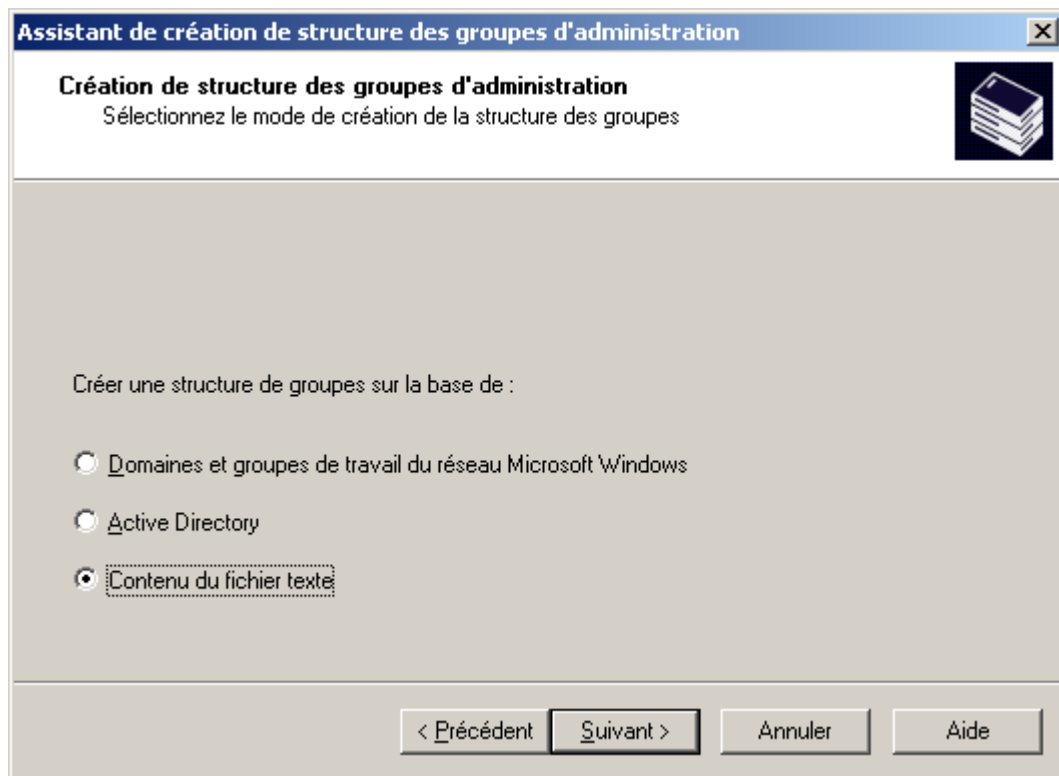 Assistant de création de structure des groupes d'administration
Création de structure des groupes d'administration
Sélectionnez le mode de création de la structure des groupes
Créer une structure de groupes sur la base de :
Domaines et groupes de travail du réseau Microsoft Windows
Active Directory
Contenu du fichier texte
< Précédent Suivant > Annuler Aide